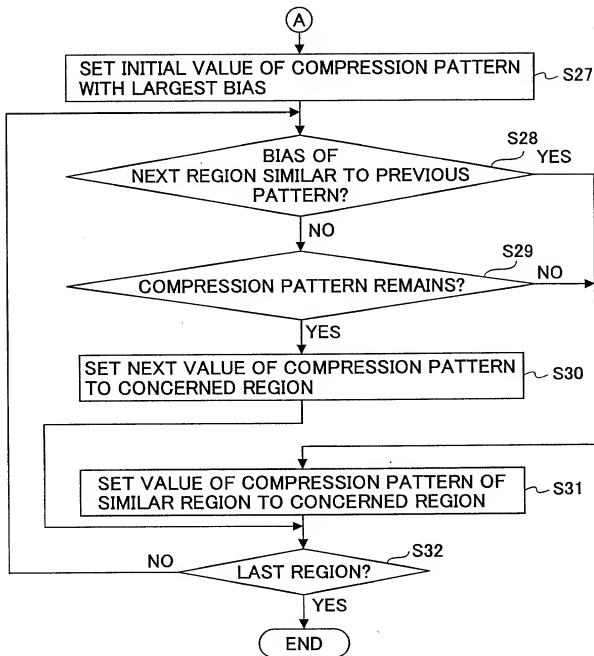 A
SET INITIAL VALUE OF COMPRESSION PATTERN
WITH LARGEST BIAS
S27
S28
BIAS OF
NEXT REGION SIMILAR TO PREVIOUS
PATTERN?
YES
NO
S29
COMPRESSION PATTERN REMAINS?
NO
YES
SET NEXT VALUE OF COMPRESSION PATTERN
TO CONCERNED REGION
S30
SET VALUE OF COMPRESSION PATTERN OF
SIMILAR REGION TO CONCERNED REGION
S31
S32
NO
LAST REGION?
YES
END